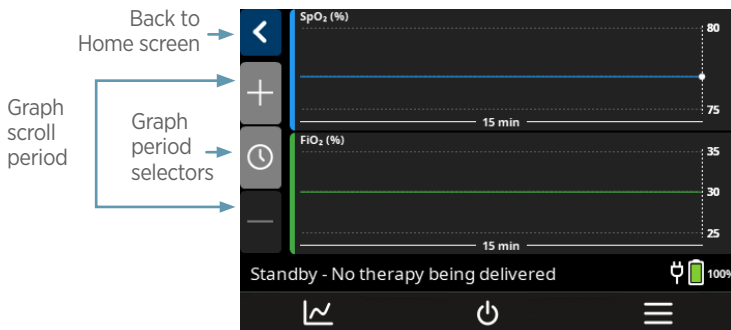 Back to
Home screen
Graph
scroll
period
Graph
period
selectors
SpO₂ (%)
80
75
15 min
FiO₂ (%)
35
30
25
15 min
Standby - No therapy being delivered
100%